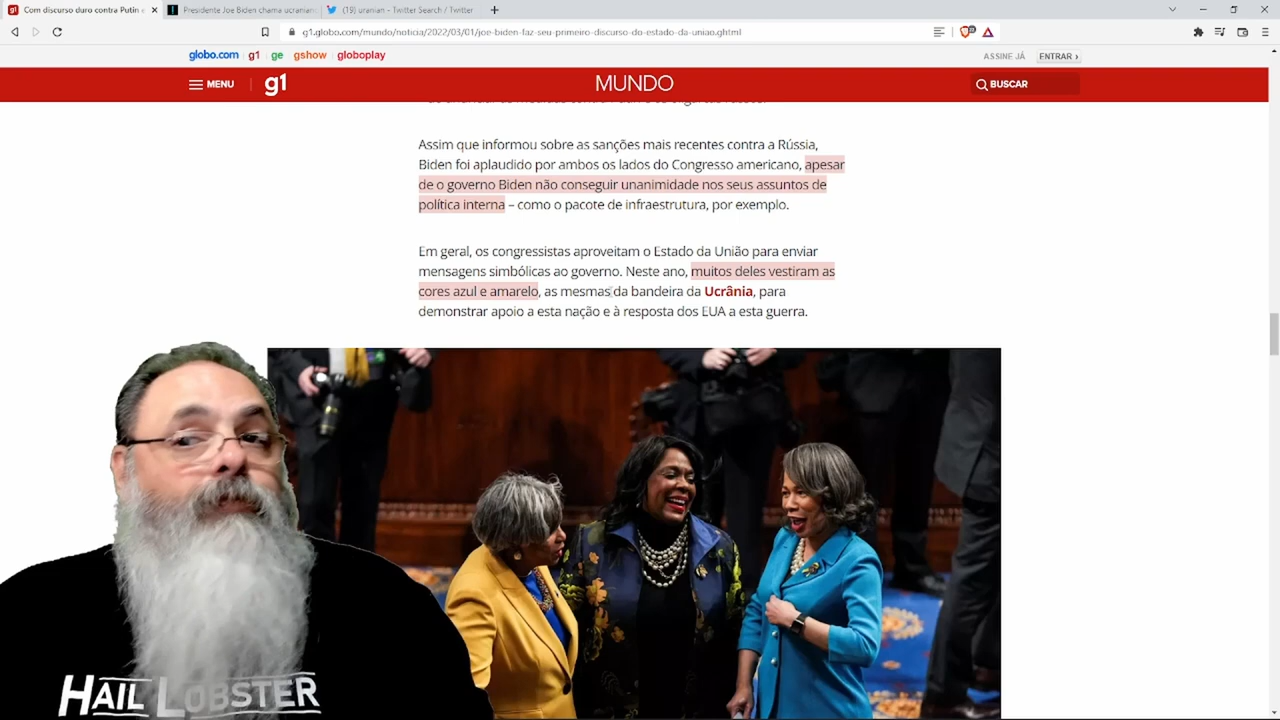 Com discurso duro contra Putin e
Presidente Joe Biden chama ucranian
(19) uranian - Twitter Search / Twitter
g1.globo.com/mundo/noticia/2022/03/01/joe-biden-faz-seu-primeiro-discurso-do-estado-da-uniao.ghtml
globo.com g1 ge gshow globoplay
ASSINE JÁ ENTRAR ›
MENU g1 MUNDO BUSCAR
Assim que informou sobre as sanções mais recentes contra a Rússia,
Biden foi aplaudido por ambos os lados do Congresso americano, apesar
de o governo Biden não conseguir unanimidade nos seus assuntos de
política interna – como o pacote de infraestrutura, por exemplo.
Em geral, os congressistas aproveitam o Estado da União para enviar
mensagens simbólicas ao governo. Neste ano, muitos deles vestiram as
cores azul e amarelo, as mesmas da bandeira da Ucrânia, para
demonstrar apoio a esta nação e à resposta dos EUA a esta guerra.
HAIL LOBSTER